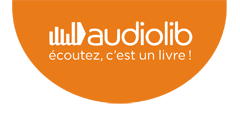 audiolib
écoutez, c'est un livre !